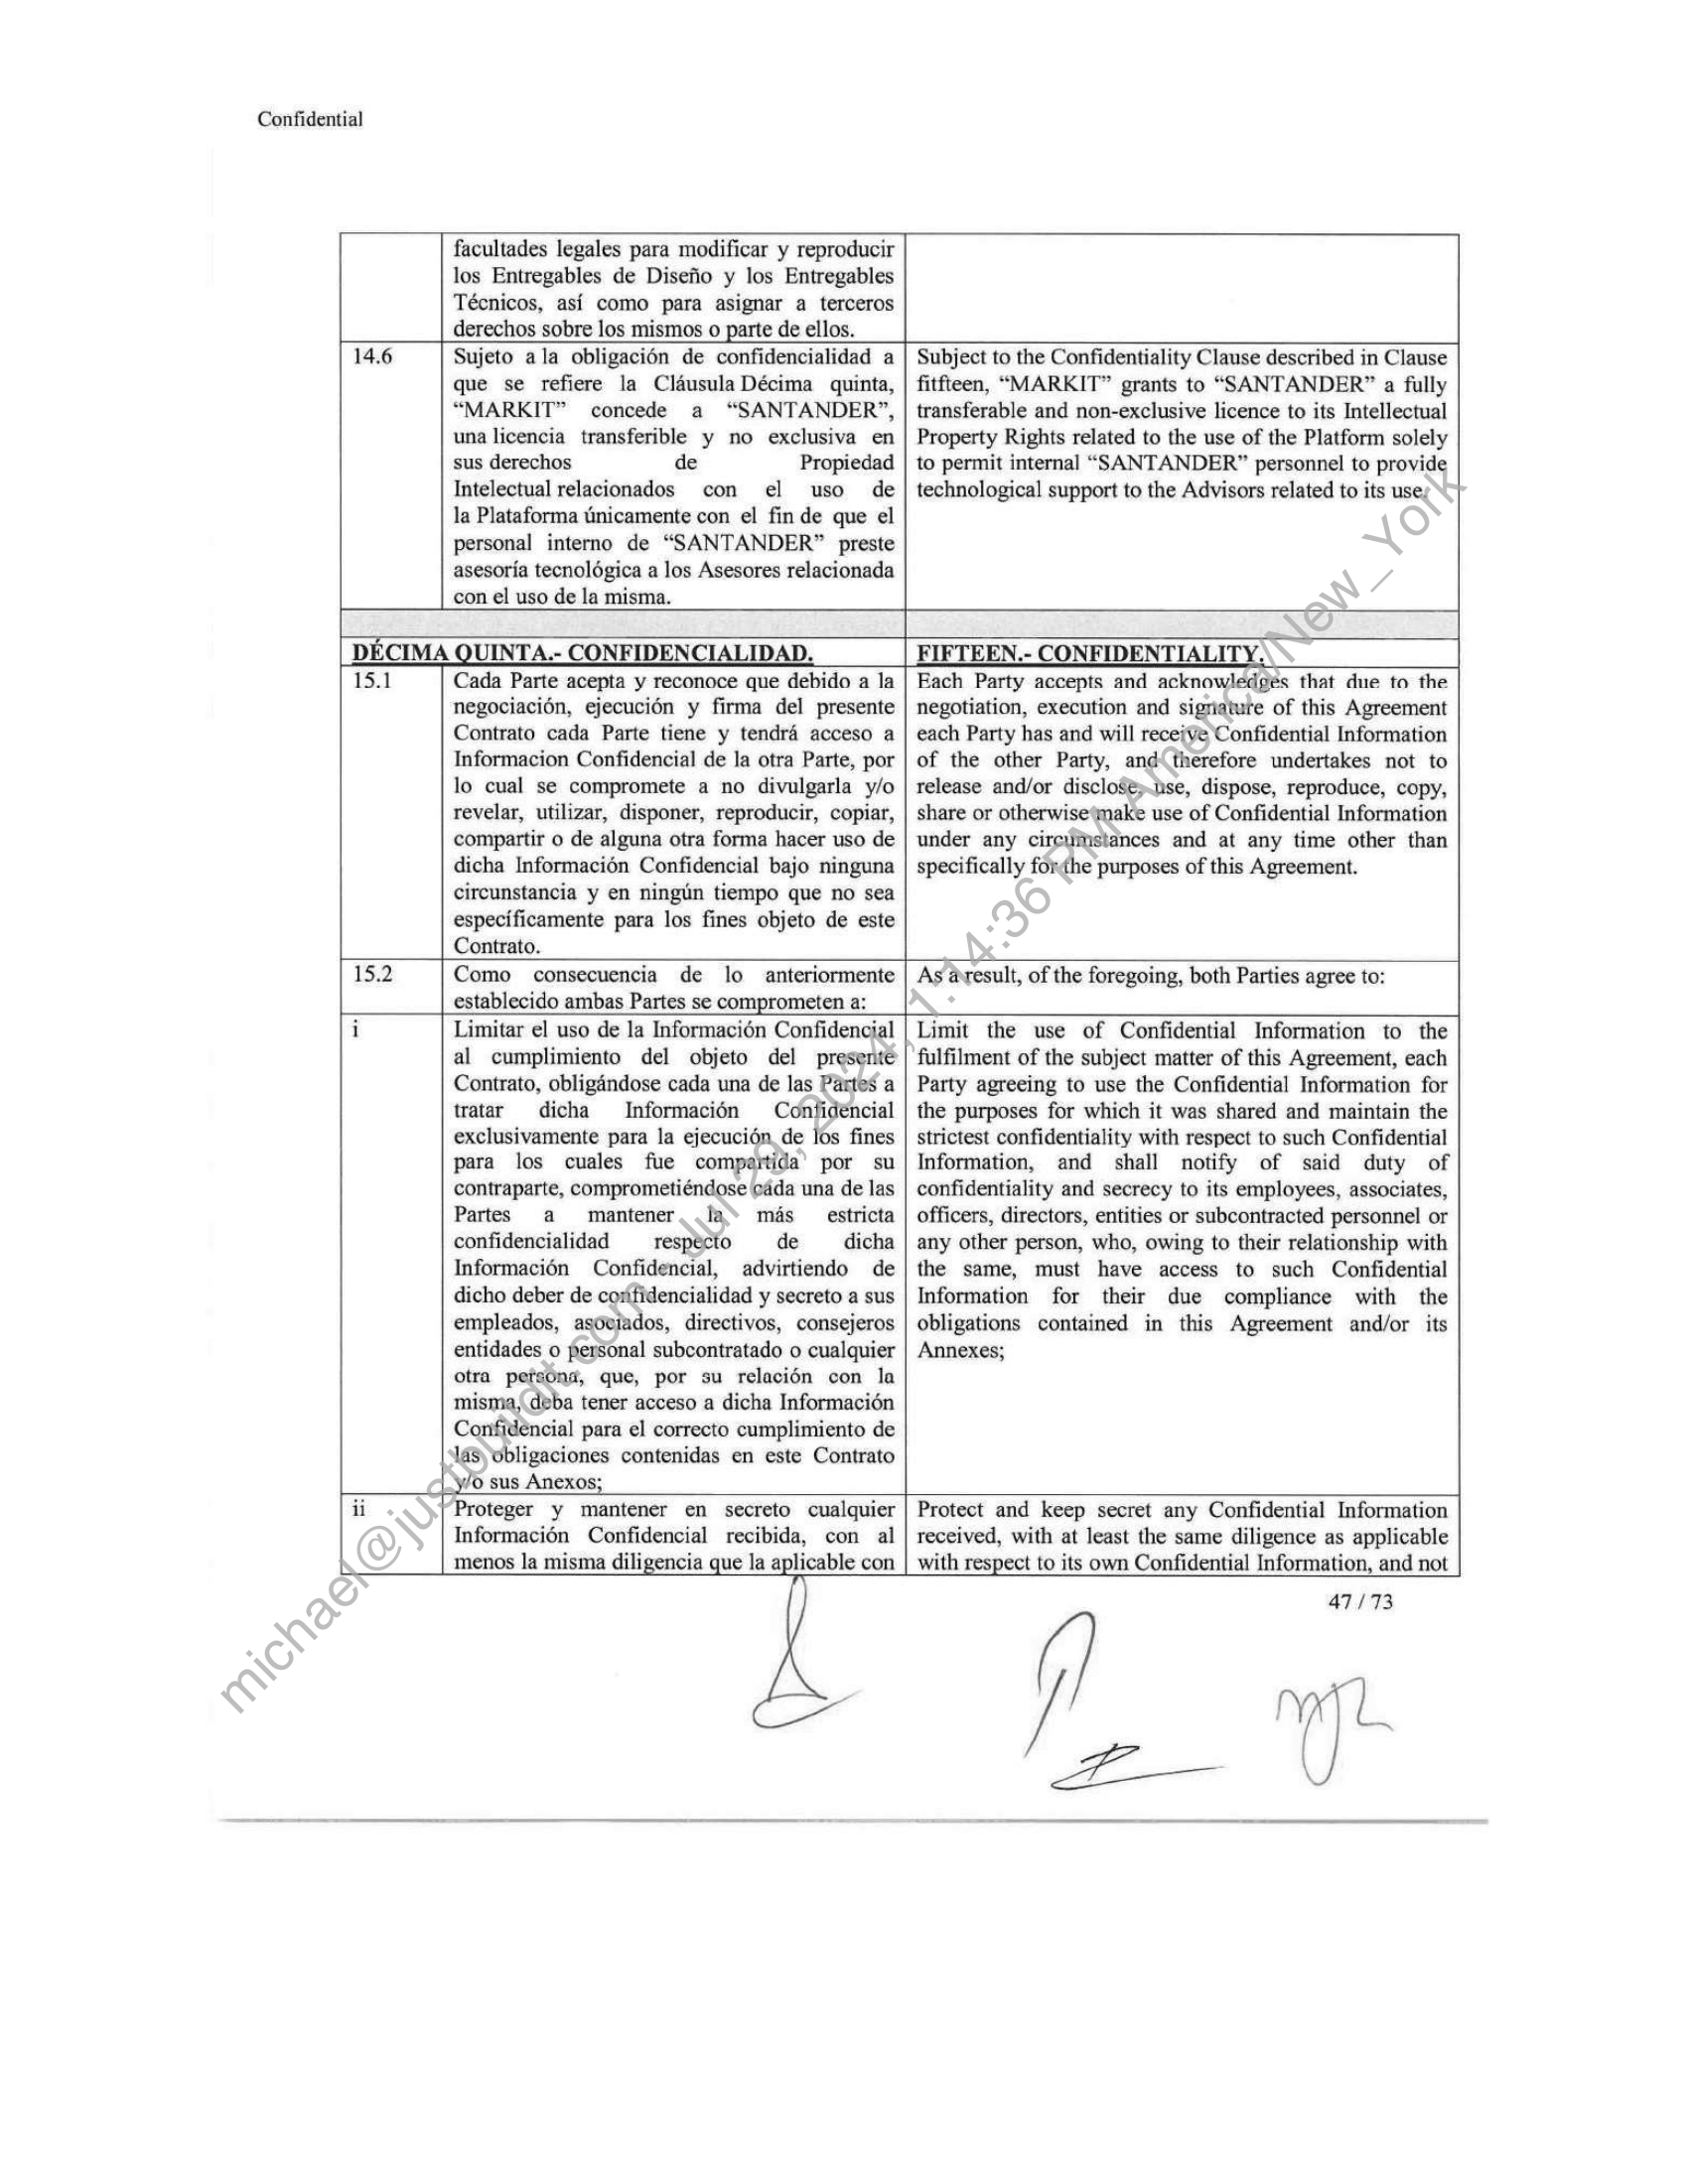 Confidential
facultades legales para modificar y reproducir
los Entregables de Diseño y los Entregables
Técnicos, así como para asignar a terceros
derechos sobre los mismos o parte de ellos.
14.6
Sujeto a la obligación de confidencialidad a
que se refiere la Cláusula Décima quinta,
“MARKIT” concede a “SANTANDER”,
una licencia transferible y no exclusiva en
sus derechos de Propiedad
Intelectual relacionados con el uso de
la Plataforma únicamente con el fin de que el
personal interno de “SANTANDER” preste
asesoría tecnológica a los Asesores relacionada
con el uso de la misma.
Subject to the Confidentiality Clause described in Clause
fitfteen, “MARKIT” grants to “SANTANDER” a fully
transferable and non-exclusive licence to its Intellectual
Property Rights related to the use of the Platform solely
to permit internal “SANTANDER” personnel to provide
technological support to the Advisors related to its use.
DÉCIMA QUINTA.- CONFIDENCIALIDAD.
FIFTEEN.- CONFIDENTIALITY.
15.1
Cada Parte acepta y reconoce que debido a la
negociación, ejecución y firma del presente
Contrato cada Parte tiene y tendrá acceso a
Informacion Confidencial de la otra Parte, por
lo cual se compromete a no divulgarla y/o
revelar, utilizar, disponer, reproducir, copiar,
compartir o de alguna otra forma hacer uso de
dicha Información Confidencial bajo ninguna
circunstancia y en ningún tiempo que no sea
específicamente para los fines objeto de este
Contrato.
Each Party accepts and acknowledges that due to the
negotiation, execution and signature of this Agreement
each Party has and will receive Confidential Information
of the other Party, and therefore undertakes not to
release and/or disclose, use, dispose, reproduce, copy,
share or otherwise make use of Confidential Information
under any circumstances and at any time other than
specifically for the purposes of this Agreement.
15.2
Como consecuencia de lo anteriormente
establecido ambas Partes se comprometen a:
As a result, of the foregoing, both Parties agree to:
i
Limitar el uso de la Información Confidencial
al cumplimiento del objeto del presente
Contrato, obligándose cada una de las Partes a
tratar dicha Información Confidencial
exclusivamente para la ejecución de los fines
para los cuales fue compartida por su
contraparte, comprometiéndose cada una de las
Partes a mantener la más estricta
confidencialidad respecto de dicha
Información Confidencial, advirtiendo de
dicho deber de confidencialidad y secreto a sus
empleados, asociados, directivos, consejeros
entidades o personal subcontratado o cualquier
otra persona, que, por su relación con la
misma, deba tener acceso a dicha Información
Confidencial para el correcto cumplimiento de
las obligaciones contenidas en este Contrato
y/o sus Anexos;
Limit the use of Confidential Information to the
fulfilment of the subject matter of this Agreement, each
Party agreeing to use the Confidential Information for
the purposes for which it was shared and maintain the
strictest confidentiality with respect to such Confidential
Information, and shall notify of said duty of
confidentiality and secrecy to its employees, associates,
officers, directors, entities or subcontracted personnel or
any other person, who, owing to their relationship with
the same, must have access to such Confidential
Information for their due compliance with the
obligations contained in this Agreement and/or its
Annexes;
ii
Proteger y mantener en secreto cualquier
Información Confidencial recibida, con al
menos la misma diligencia que la aplicable con
Protect and keep secret any Confidential Information
received, with at least the same diligence as applicable
with respect to its own Confidential Information, and not
47 / 73
michael@justbuildit.com - Jul 29, 2024, 1:14:36 PM America/New_York